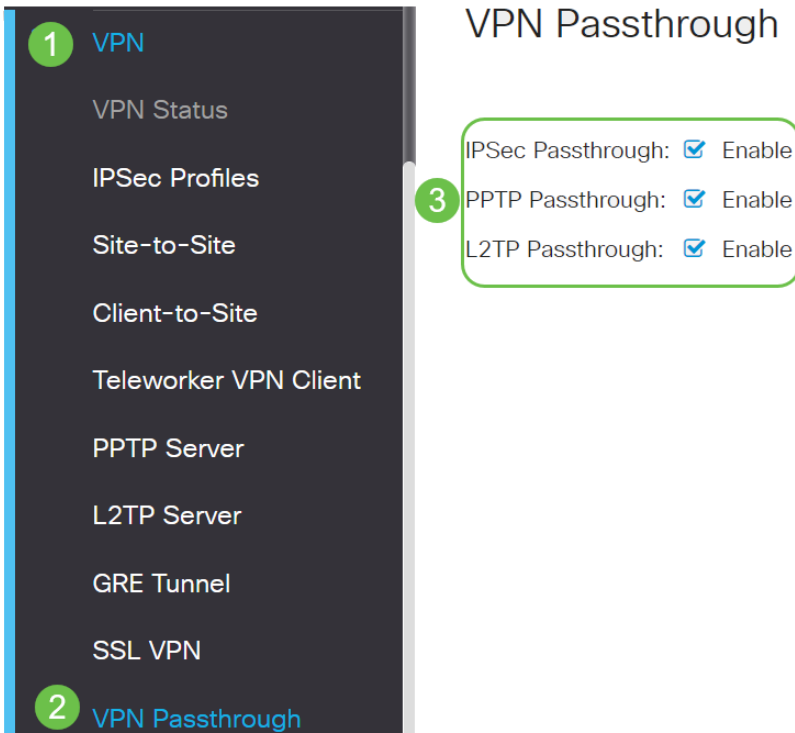 1 VPN
VPN Status
IPSec Profiles
Site-to-Site
Client-to-Site
Teleworker VPN Client
PPTP Server
L2TP Server
GRE Tunnel
SSL VPN
2 VPN Passthrough
VPN Passthrough
IPSec Passthrough: Enable
3 PPTP Passthrough: Enable
L2TP Passthrough: Enable